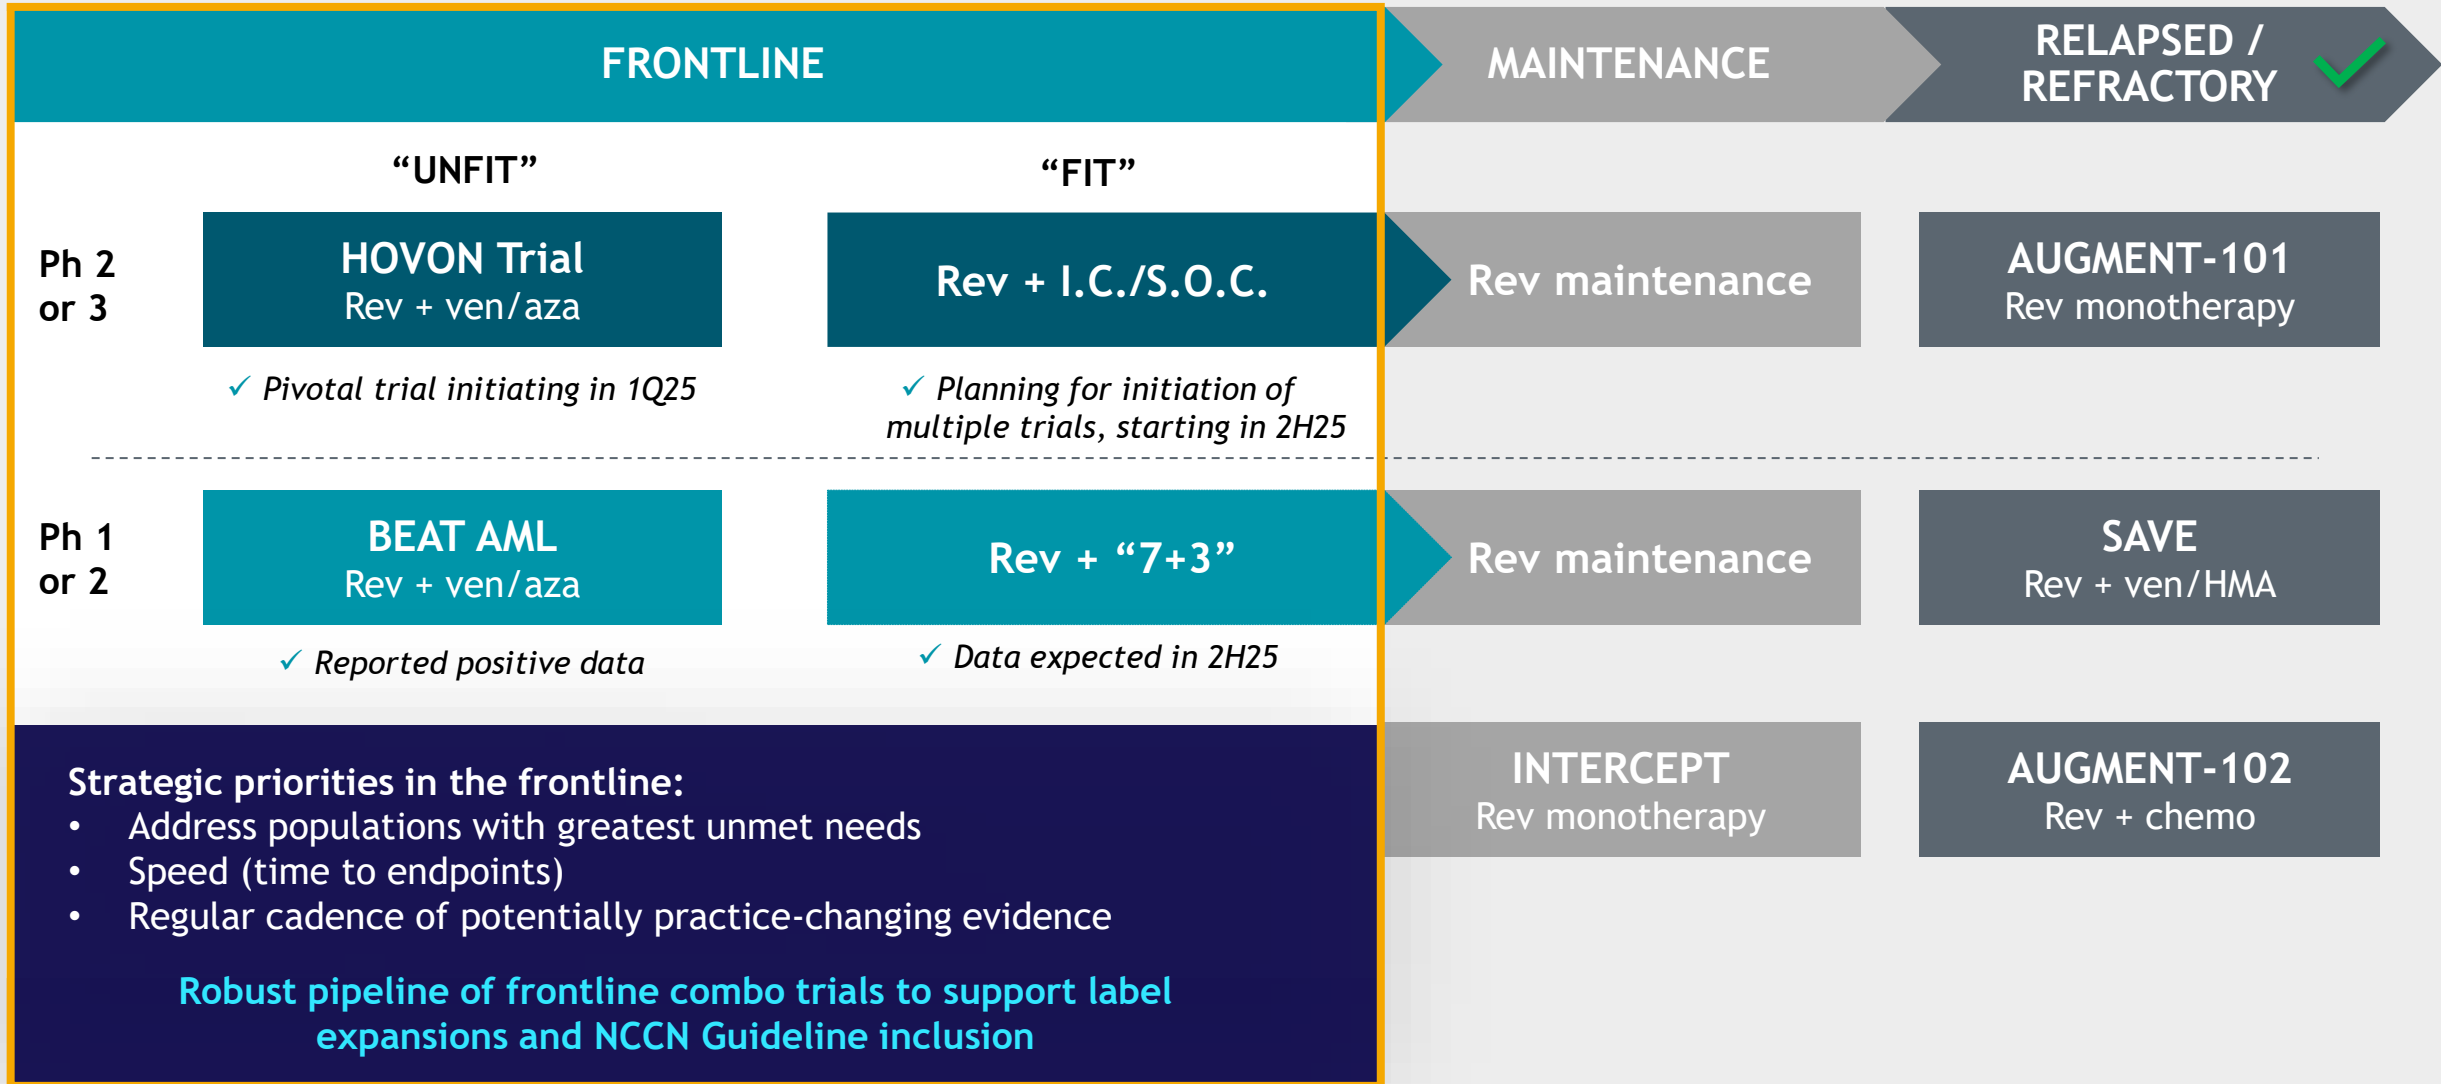 FRONTLINE
MAINTENANCE
RELAPSED /
REFRACTORY
“UNFIT”
“FIT”
Ph 2
or 3
HOVON Trial
Rev + ven/aza
✓ Pivotal trial initiating in 1Q25
Rev + I.C./S.O.C.
✓ Planning for initiation of
multiple trials, starting in 2H25
Rev maintenance
AUGMENT-101
Rev monotherapy
Ph 1
or 2
BEAT AML
Rev + ven/aza
✓ Reported positive data
Rev + “7+3”
✓ Data expected in 2H25
Rev maintenance
SAVE
Rev + ven/HMA
INTERCEPT
Rev monotherapy
AUGMENT-102
Rev + chemo
Strategic priorities in the frontline:
• Address populations with greatest unmet needs
• Speed (time to endpoints)
• Regular cadence of potentially practice-changing evidence
Robust pipeline of frontline combo trials to support label
expansions and NCCN Guideline inclusion